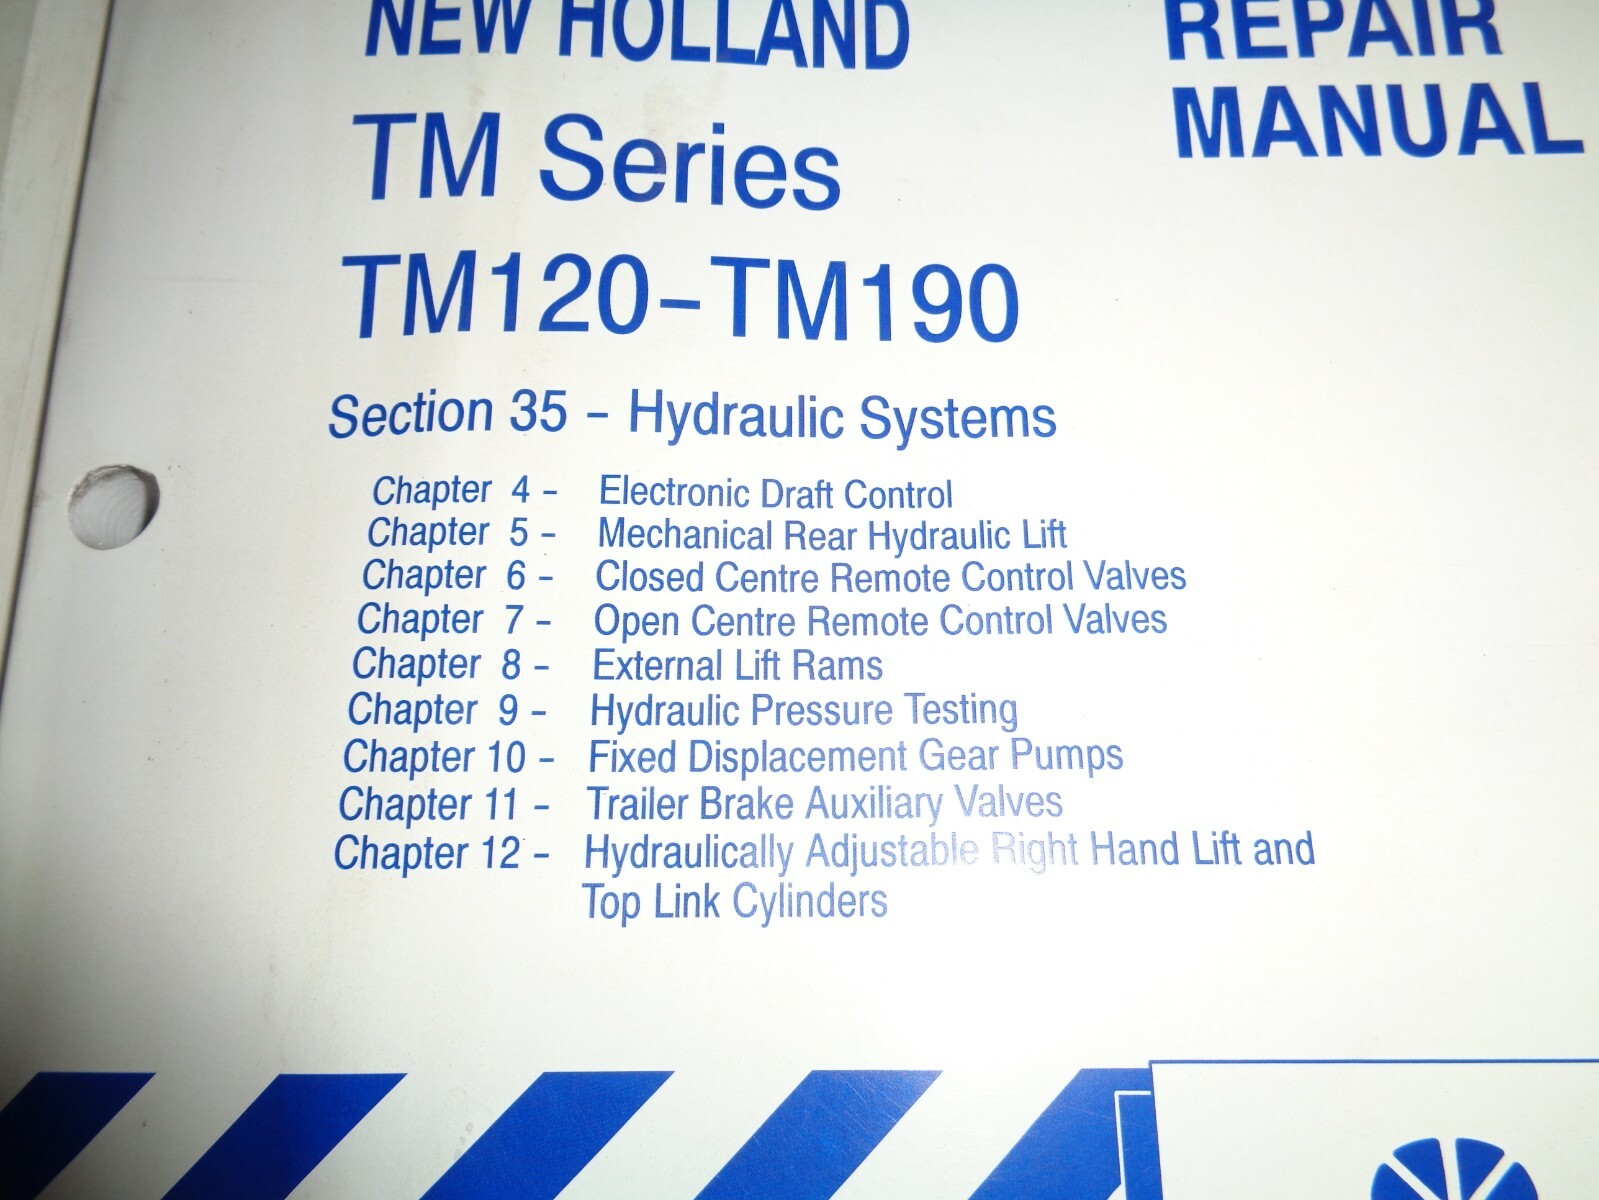 NEW HOLLAND
REPAIR
MANUAL
TM Series
TM120-TM190
Section 35 - Hydraulic Systems
Chapter 4 - Electronic Draft Control
Chapter 5 - Mechanical Rear Hydraulic Lift
Chapter 6 - Closed Centre Remote Control Valves
Chapter 7 - Open Centre Remote Control Valves
Chapter 8 - External Lift Rams
Chapter 9 - Hydraulic Pressure Testing
Chapter 10 - Fixed Displacement Gear Pumps
Chapter 11 - Trailer Brake Auxiliary Valves
Chapter 12 - Hydraulically Adjustable Right Hand Lift and
Top Link Cylinders